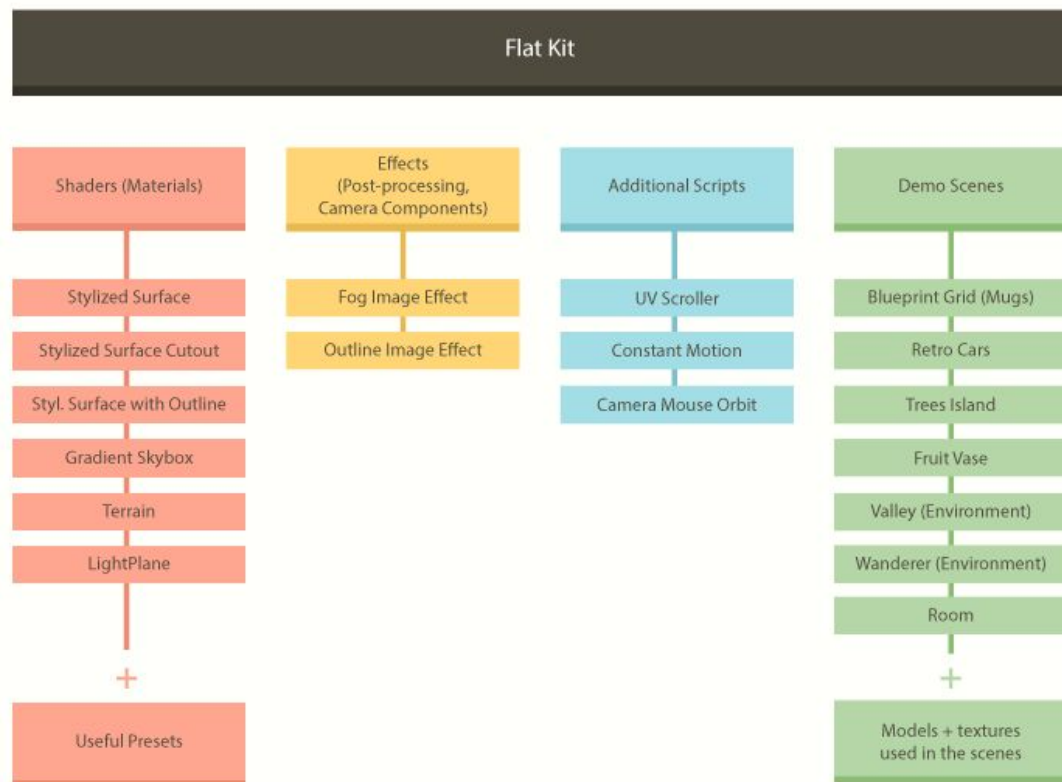 Flat Kit
Shaders (Materials)
Stylized Surface
Stylized Surface Cutout
Styl. Surface with Outline
Gradient Skybox
Terrain
LightPlane
+
Useful Presets
Effects
(Post-processing,
Camera Components)
Fog Image Effect
Outline Image Effect
Additional Scripts
UV Scroller
Constant Motion
Camera Mouse Orbit
Demo Scenes
Blueprint Grid (Mugs)
Retro Cars
Trees Island
Fruit Vase
Valley (Environment)
Wanderer (Environment)
Room
+
Models + textures
used in the scenes